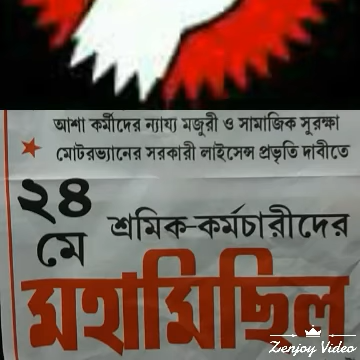 আশা কর্মীদের ন্যায্য মজুরী ও সামাজিক সুরক্ষা
মোটরভ্যানের সরকারী লাইসেন্স প্রভৃতি দাবীতে
২৪ মে
শ্রমিক-কর্মচারীদের
মহামিছিল
Zenjoy Video